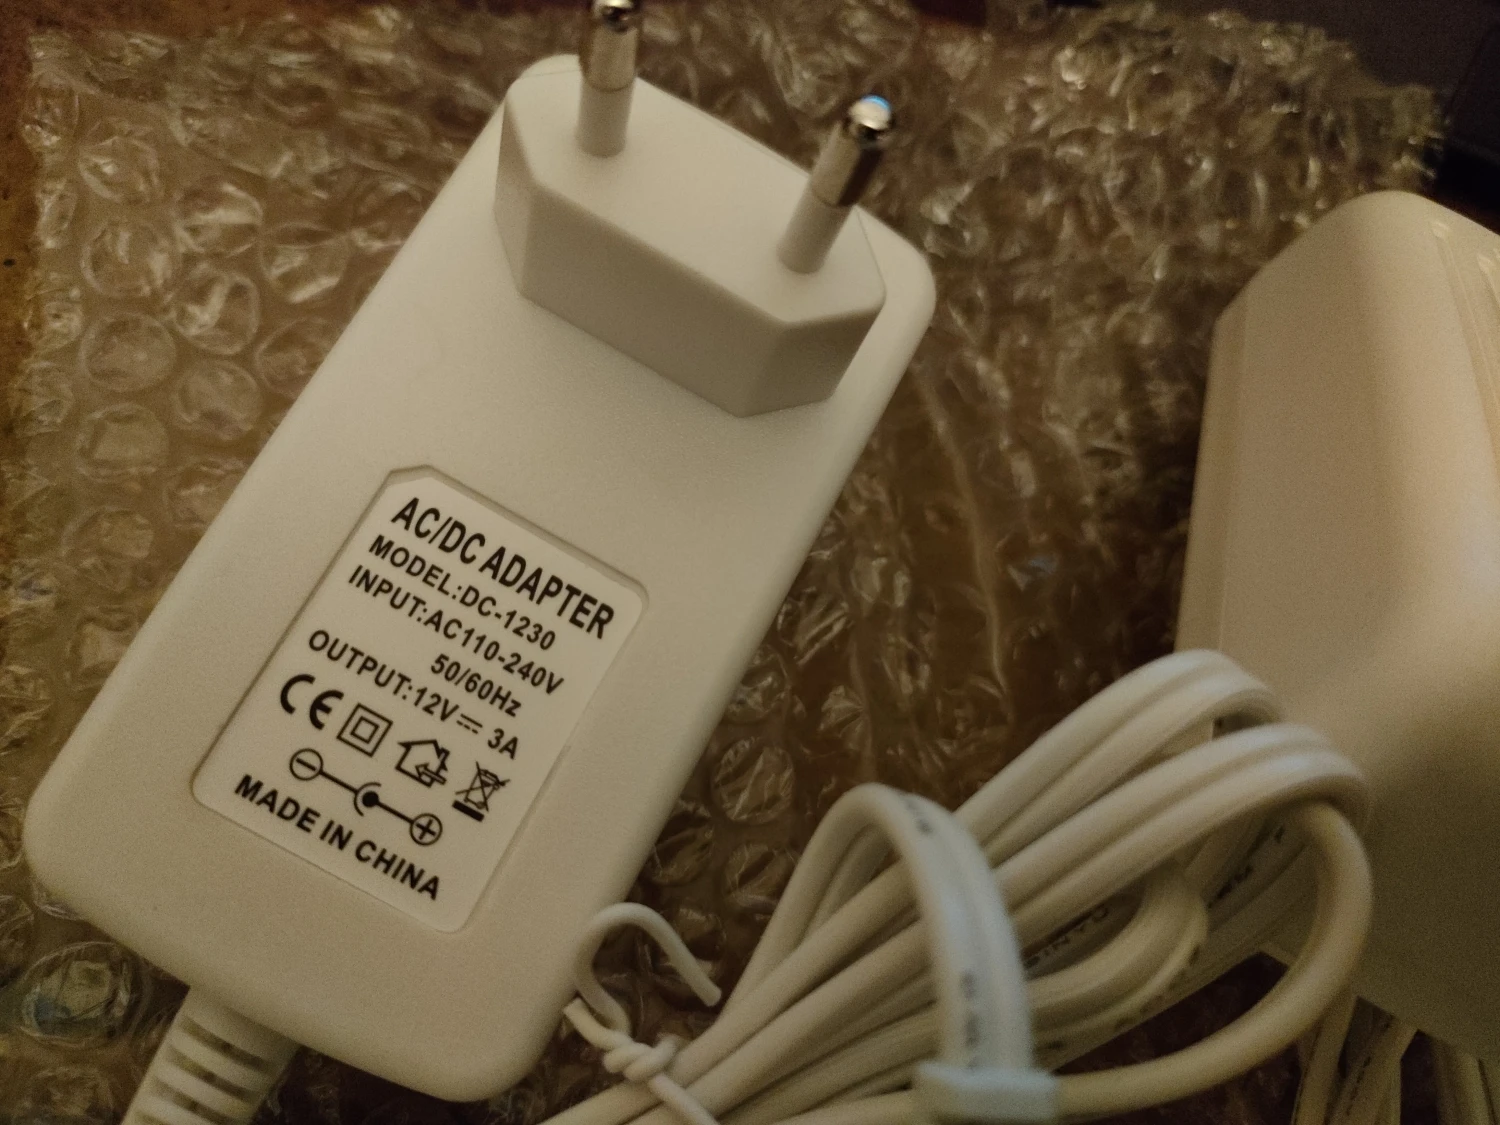 AC/DC ADAPTER
MODEL:DC-1230
INPUT:AC110-240V
50/60Hz
OUTPUT:12V⎓3A
CE
MADE IN CHINA